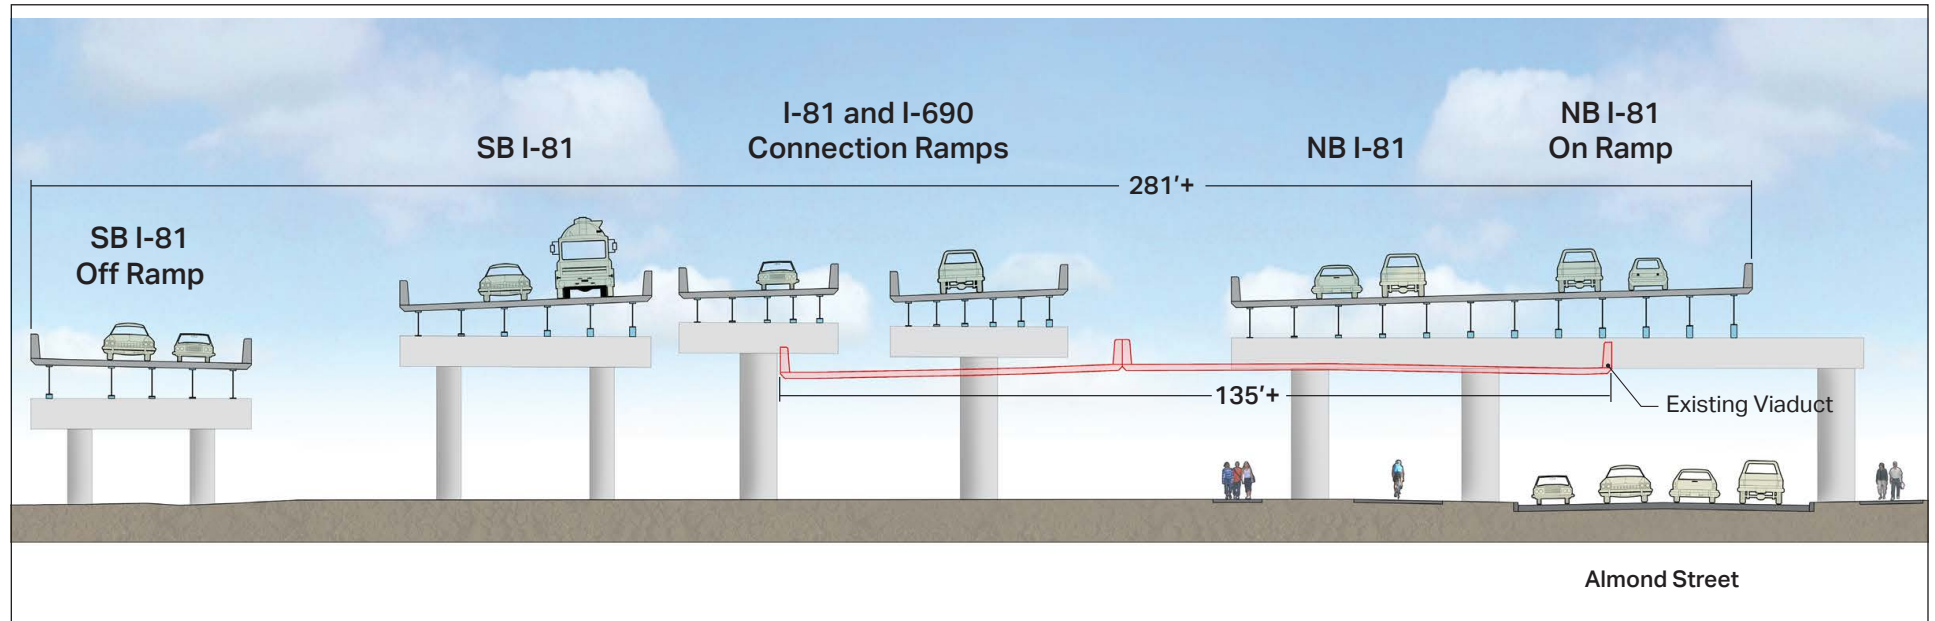 I-81 and I-690
Connection Ramps
NB I-81
On Ramp
SB I-81
NB I-81
281′+
SB I-81
Off Ramp
135′+
Existing Viaduct
Almond Street